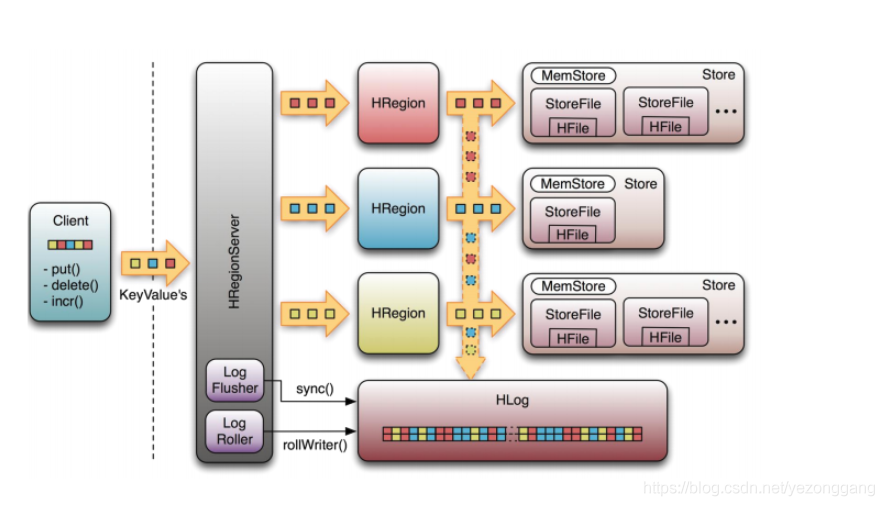 Client
- put()
- delete()
- incr()
KeyValue's
HRegionServer
Log
Flusher
Log
Roller
sync()
rollWriter()
HRegion
MemStore
Store
StoreFile
HFile
StoreFile
HFile
...
HRegion
MemStore
Store
StoreFile
HFile
HRegion
MemStore
Store
StoreFile
HFile
StoreFile
HFile
...
HLog
https://blog.csdn.net/yezonggang